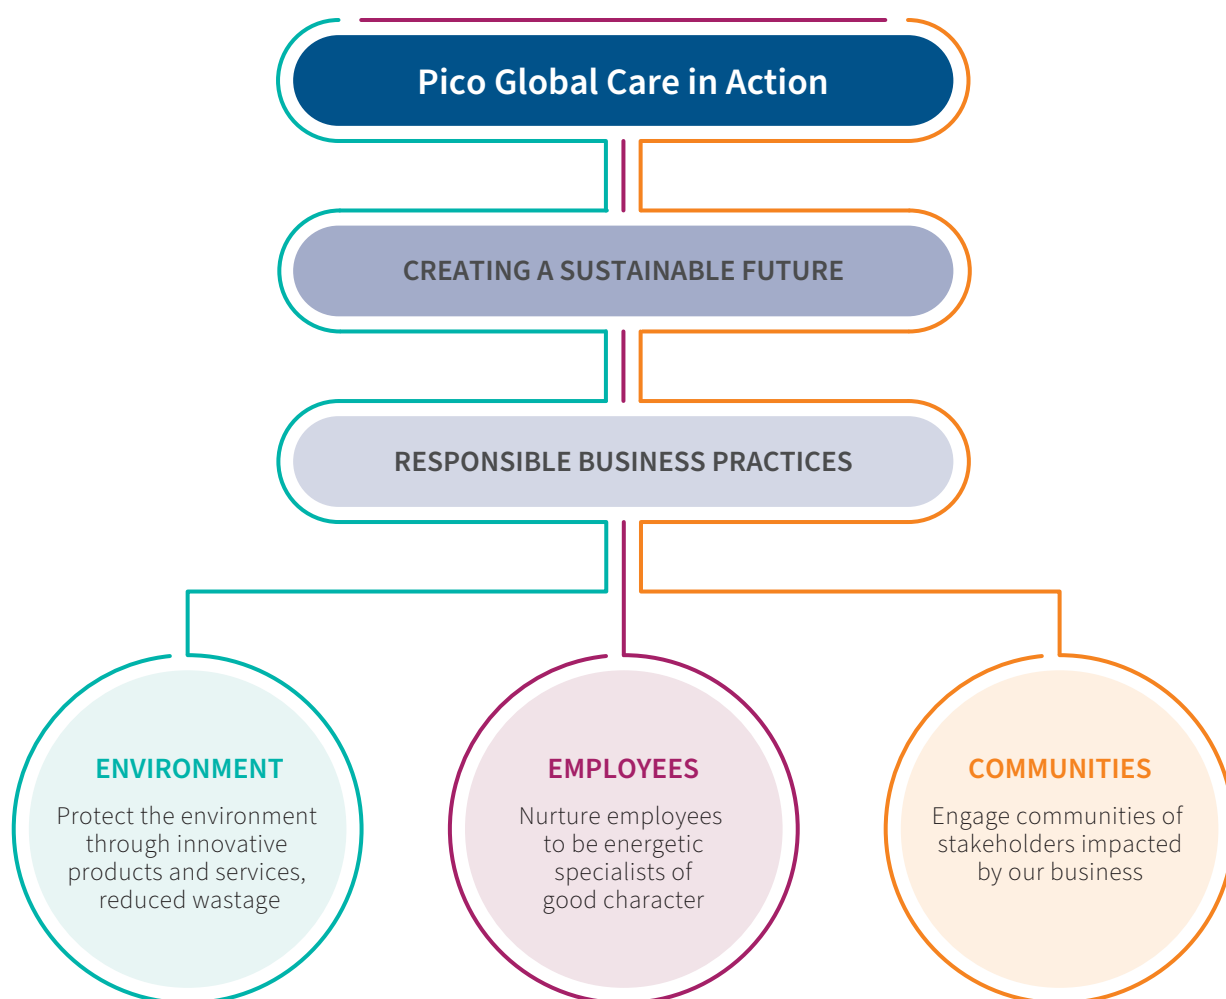 Pico Global Care in Action
CREATING A SUSTAINABLE FUTURE
RESPONSIBLE BUSINESS PRACTICES
ENVIRONMENT
Protect the environment
through innovative
products and services,
reduced wastage
EMPLOYEES
Nurture employees
to be energetic
specialists of
good character
COMMUNITIES
Engage communities of
stakeholders impacted
by our business